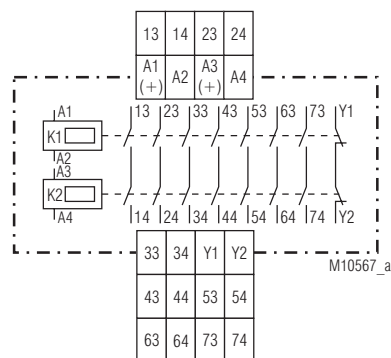 13 14 23 24
A1 (+) A2 A3 (+) A4
A1 13 23 33 43 53 63 73 Y1
K1
A2
A3
K2
A4 14 24 34 44 54 64 74 Y2
33 34 Y1 Y2
M10567_a
43 44 53 54
63 64 73 74